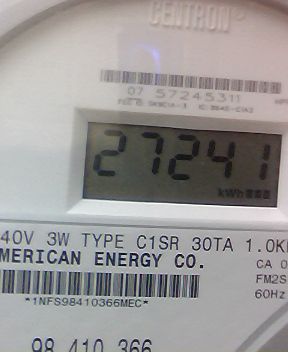 CENTRON®
07 57245311
27241
kWh
40V 3W TYPE C1SR 30TA 1.0K
MERICAN ENERGY CO.
CA 0
FM2S
60Hz
*1NFS98410366MEC*
98 410 366